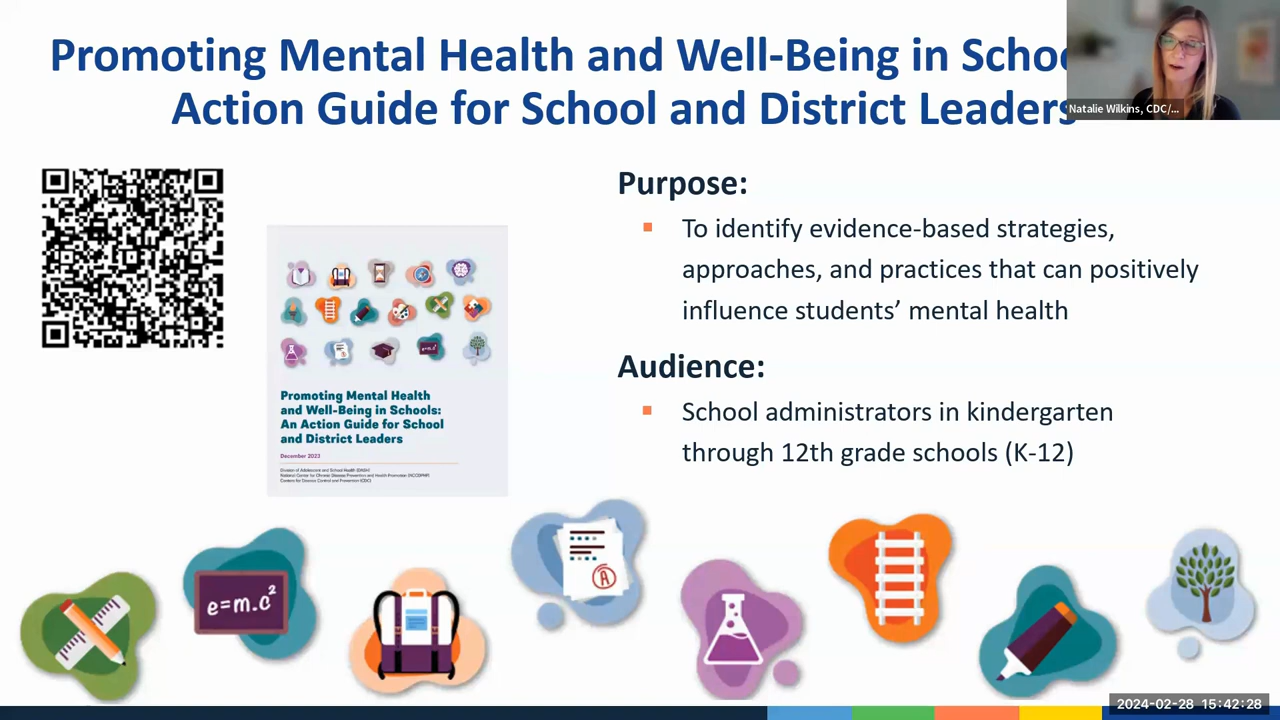 Promoting Mental Health and Well-Being in Schoo
Action Guide for School and District Leaders
Natalie Wilkins, CDC/...
Purpose:
▪ To identify evidence-based strategies,
approaches, and practices that can positively
influence students’ mental health
Audience:
▪ School administrators in kindergarten
through 12th grade schools (K-12)
Promoting Mental Health
and Well-Being in Schools:
An Action Guide for School
and District Leaders
December 2023
Division of Adolescent and School Health (DASH)
National Center for Chronic Disease Prevention and Health Promotion (NCCDPHP)
Centers for Disease Control and Prevention (CDC)
e=mc²
e=m.c²
A
2024-02-28 15:42:28